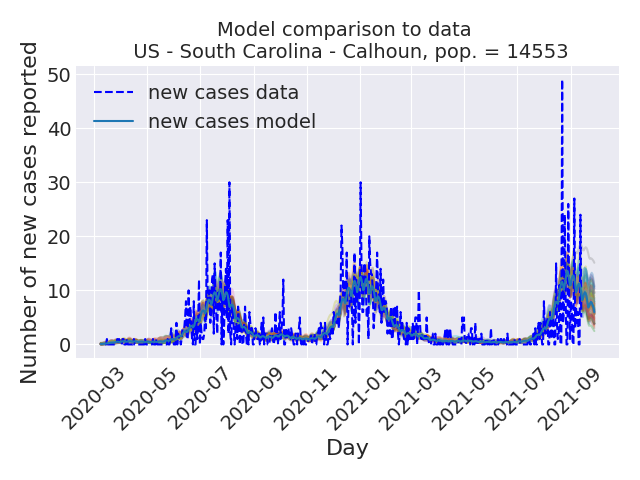 Model comparison to data
US - South Carolina - Calhoun, pop. = 14553
Number of new cases reported
50
40
30
20
10
0
new cases data
new cases model
2020-03
2020-05
2020-07
2020-09
2020-11
2021-01
2021-03
2021-05
2021-07
2021-09
Day